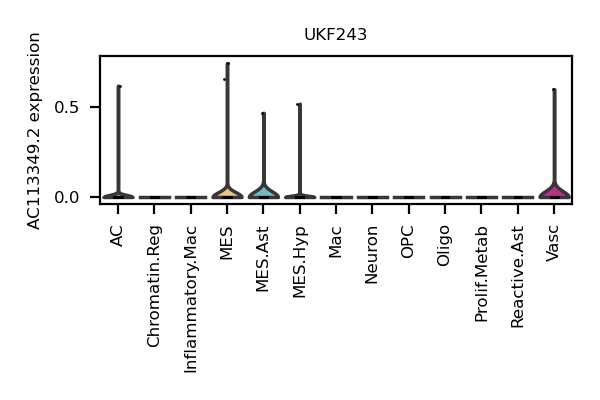 UKF243
AC113349.2 expression
0.5
0.0
AC
Chromatin.Reg
Inflammatory.Mac
MES
MES.Ast
MES.Hyp
Mac
Neuron
OPC
Oligo
Prolif.Metab
Reactive.Ast
Vasc